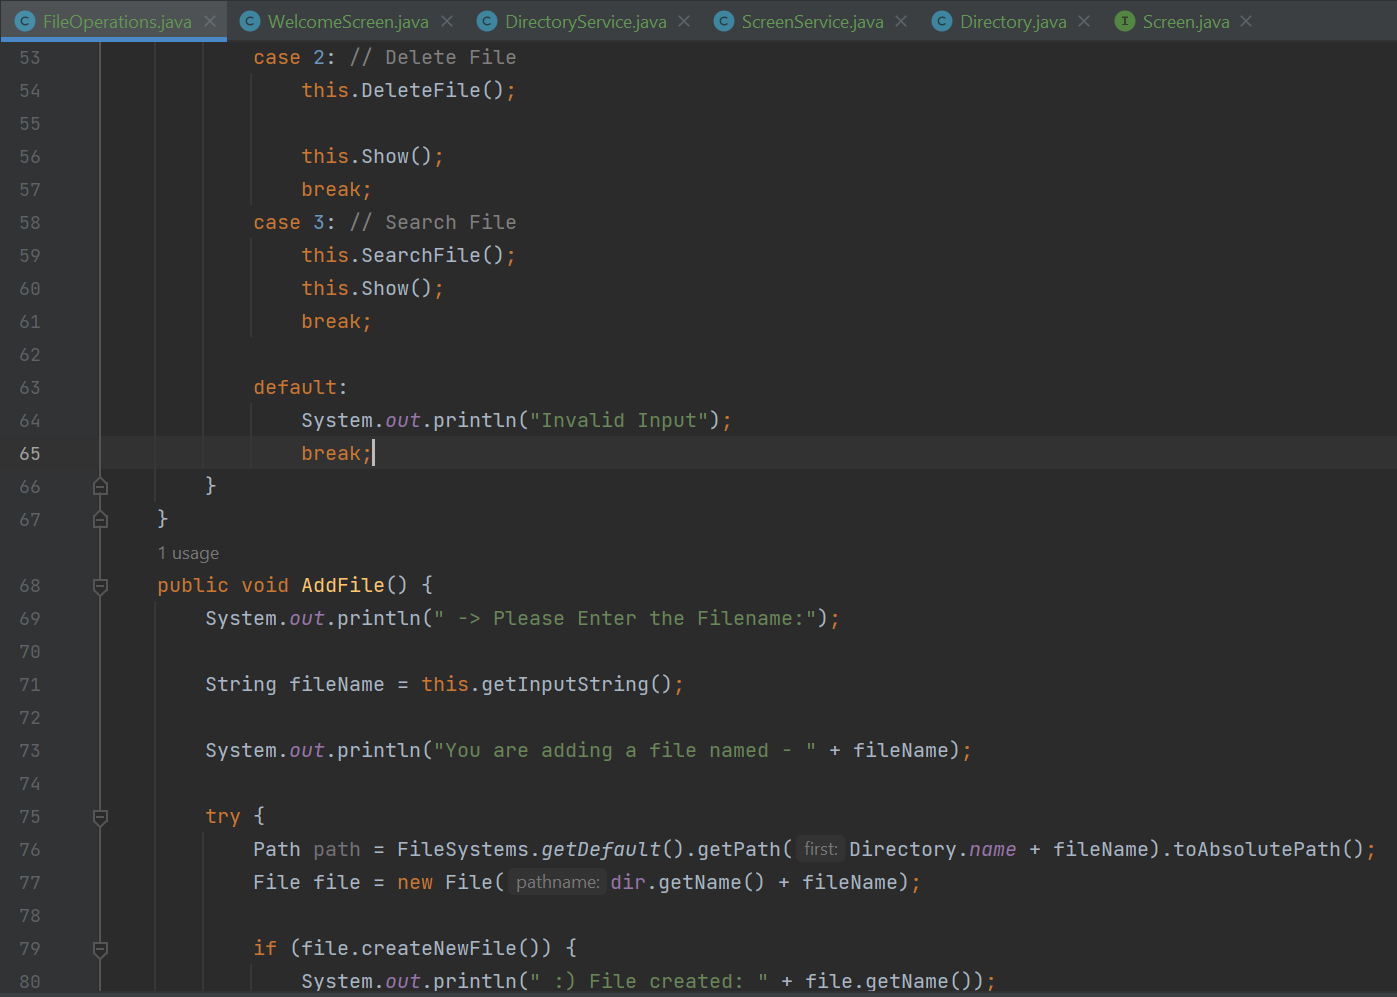 FileOperations.java WelcomeScreen.java DirectoryService.java ScreenService.java Directory.java Screen.java
53 case 2: // Delete File
54 this.DeleteFile();
55
56 this.Show();
57 break;
58 case 3: // Search File
59 this.SearchFile();
60 this.Show();
61 break;
62
63 default:
64 System.out.println("Invalid Input");
65 break;
66 }
67 }
1 usage
68 public void AddFile() {
69 System.out.println(" -> Please Enter the Filename:");
70
71 String fileName = this.getInputString();
72
73 System.out.println("You are adding a file named - " + fileName);
74
75 try {
76 Path path = FileSystems.getDefault().getPath( first: Directory.name + fileName).toAbsolutePath();
77 File file = new File( pathname: dir.getName() + fileName);
78
79 if (file.createNewFile()) {
80 System.out.println(" :) File created: " + file.getName());